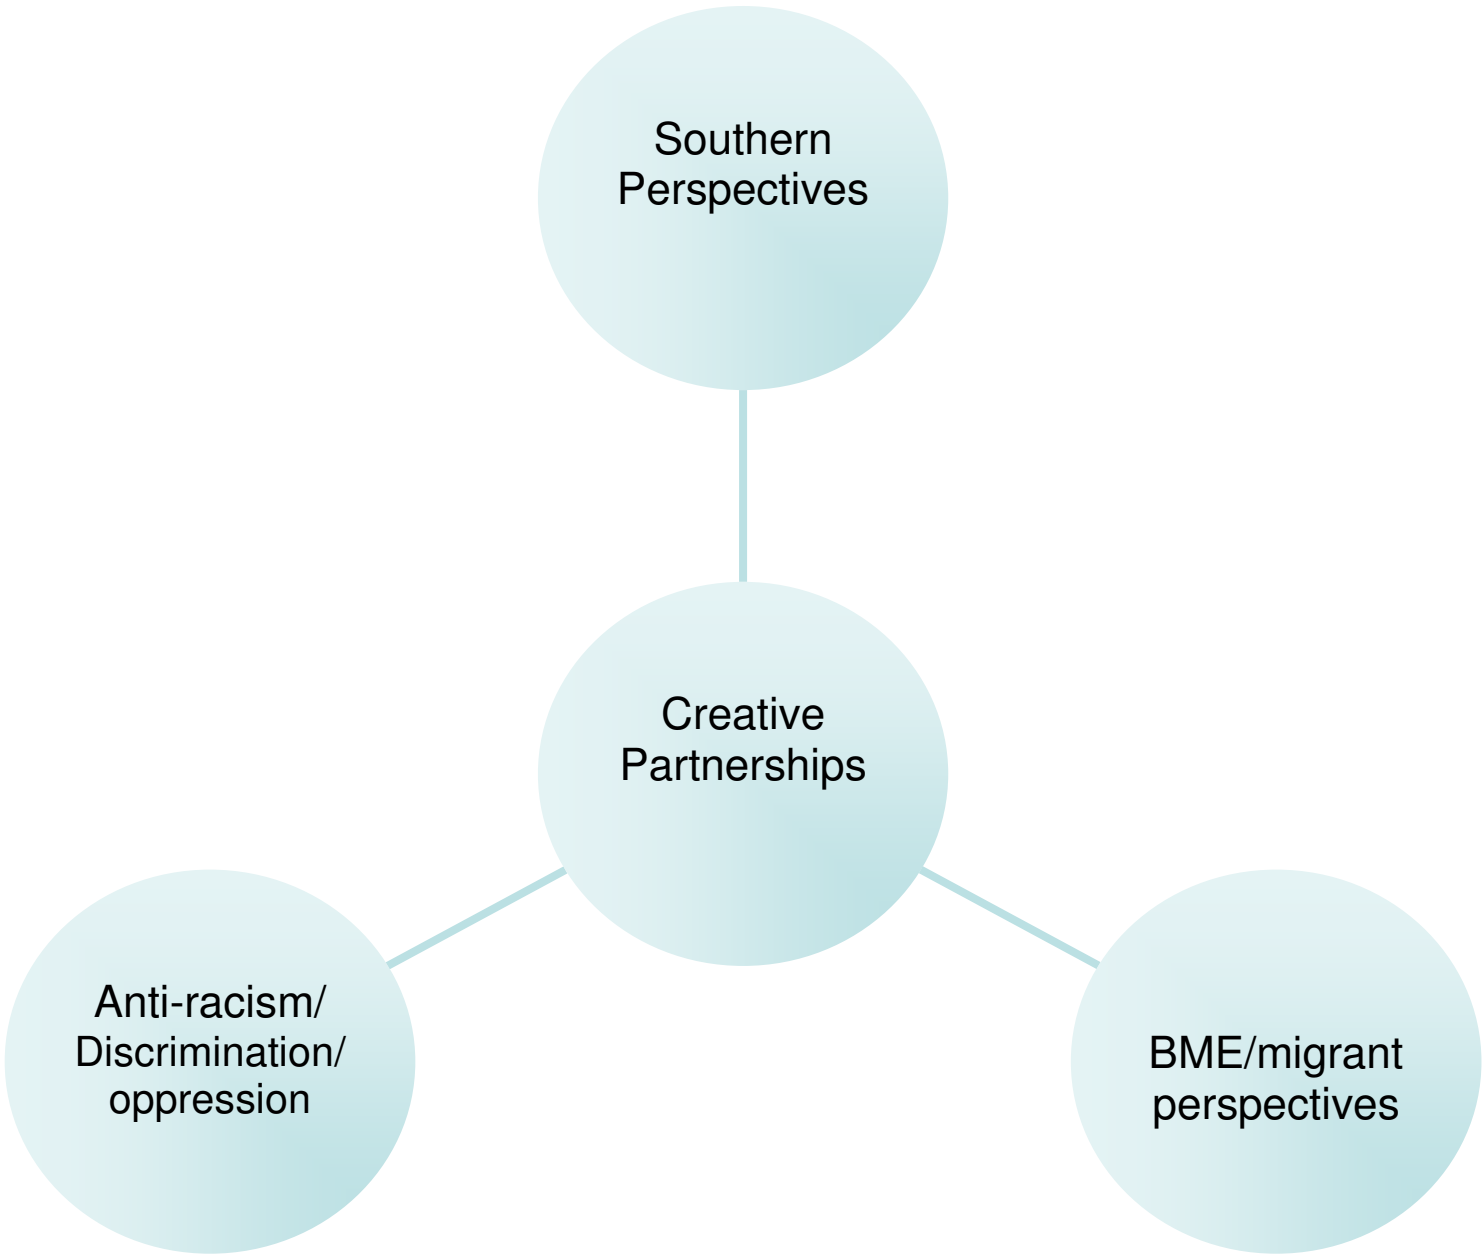 Southern
Perspectives
Creative
Partnerships
Anti-racism/
Discrimination/
oppression
BME/migrant
perspectives